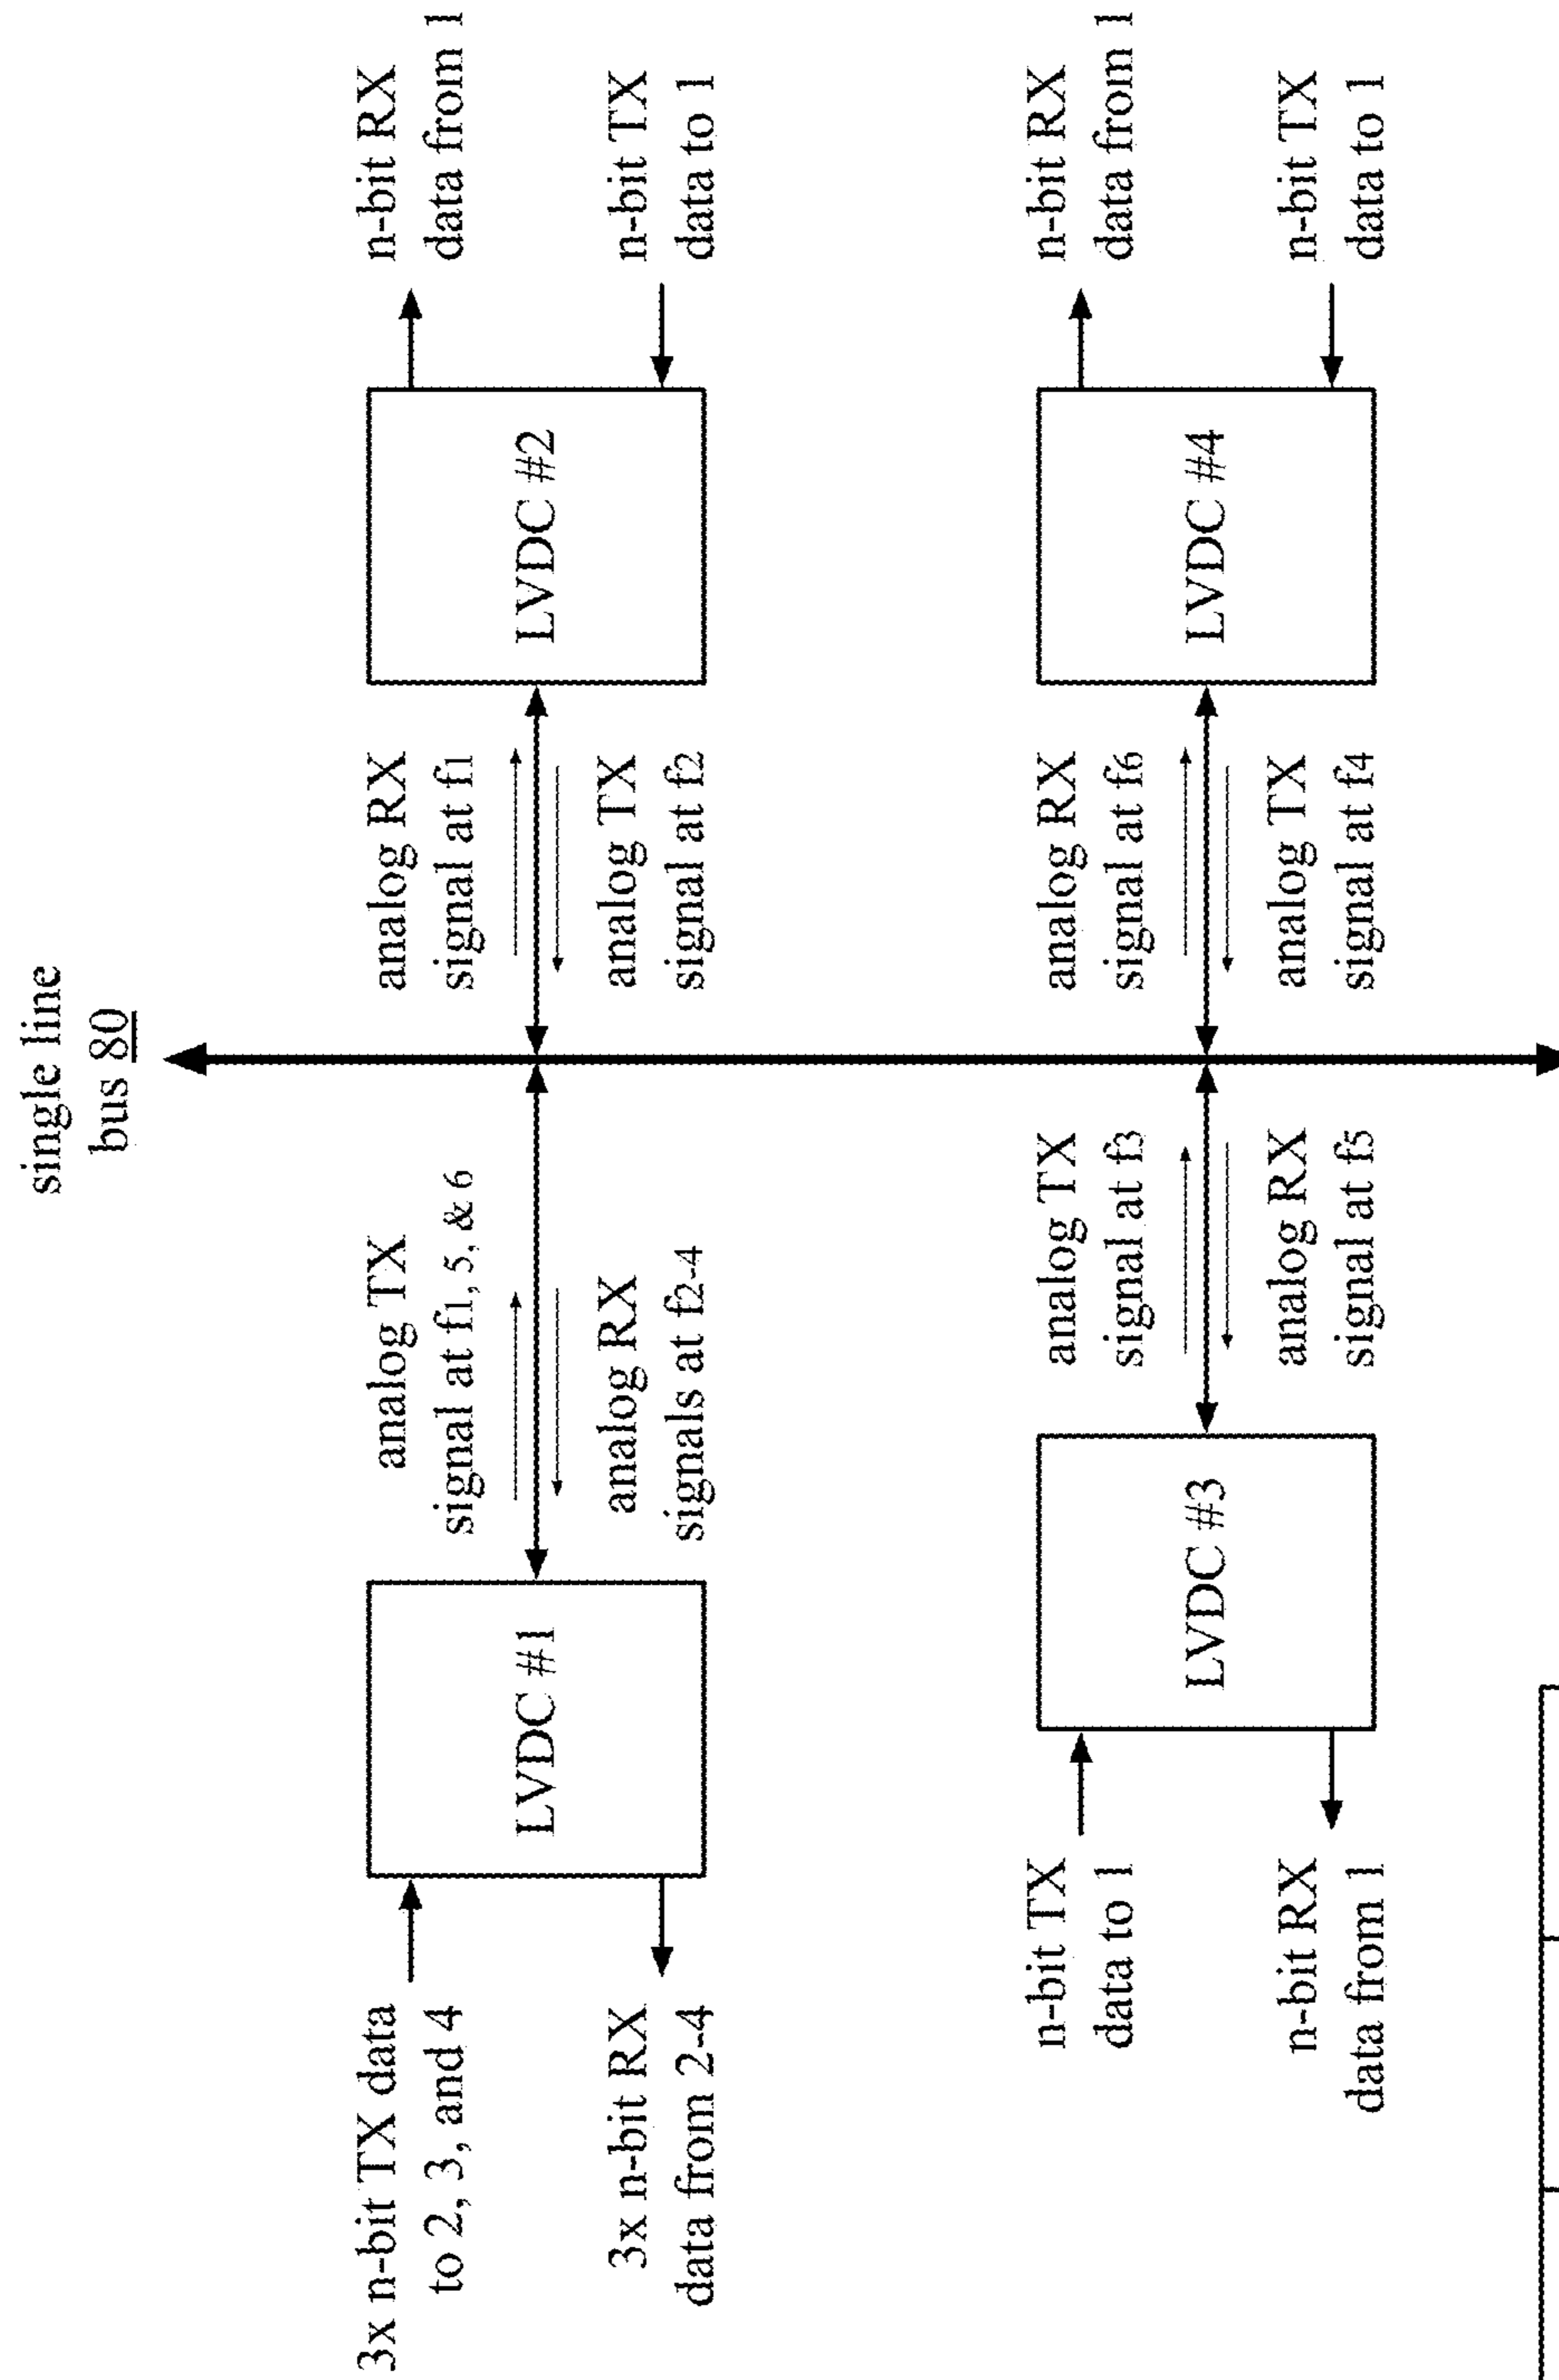 single line
bus 80
3x n-bit TX data
to 2, 3, and 4
3x n-bit RX
data from 2-4
LVDC #1
analog TX
signal at f1, 5, & 6
analog RX
signals at f2-4
analog RX
signal at f1
analog TX
signal at f2
LVDC #2
n-bit RX
data from 1
n-bit TX
data to 1
n-bit TX
data to 1
n-bit RX
data from 1
LVDC #3
analog TX
signal at f3
analog RX
signal at f5
analog RX
signal at f6
analog TX
signal at f4
LVDC #4
n-bit RX
data from 1
n-bit TX
data to 1